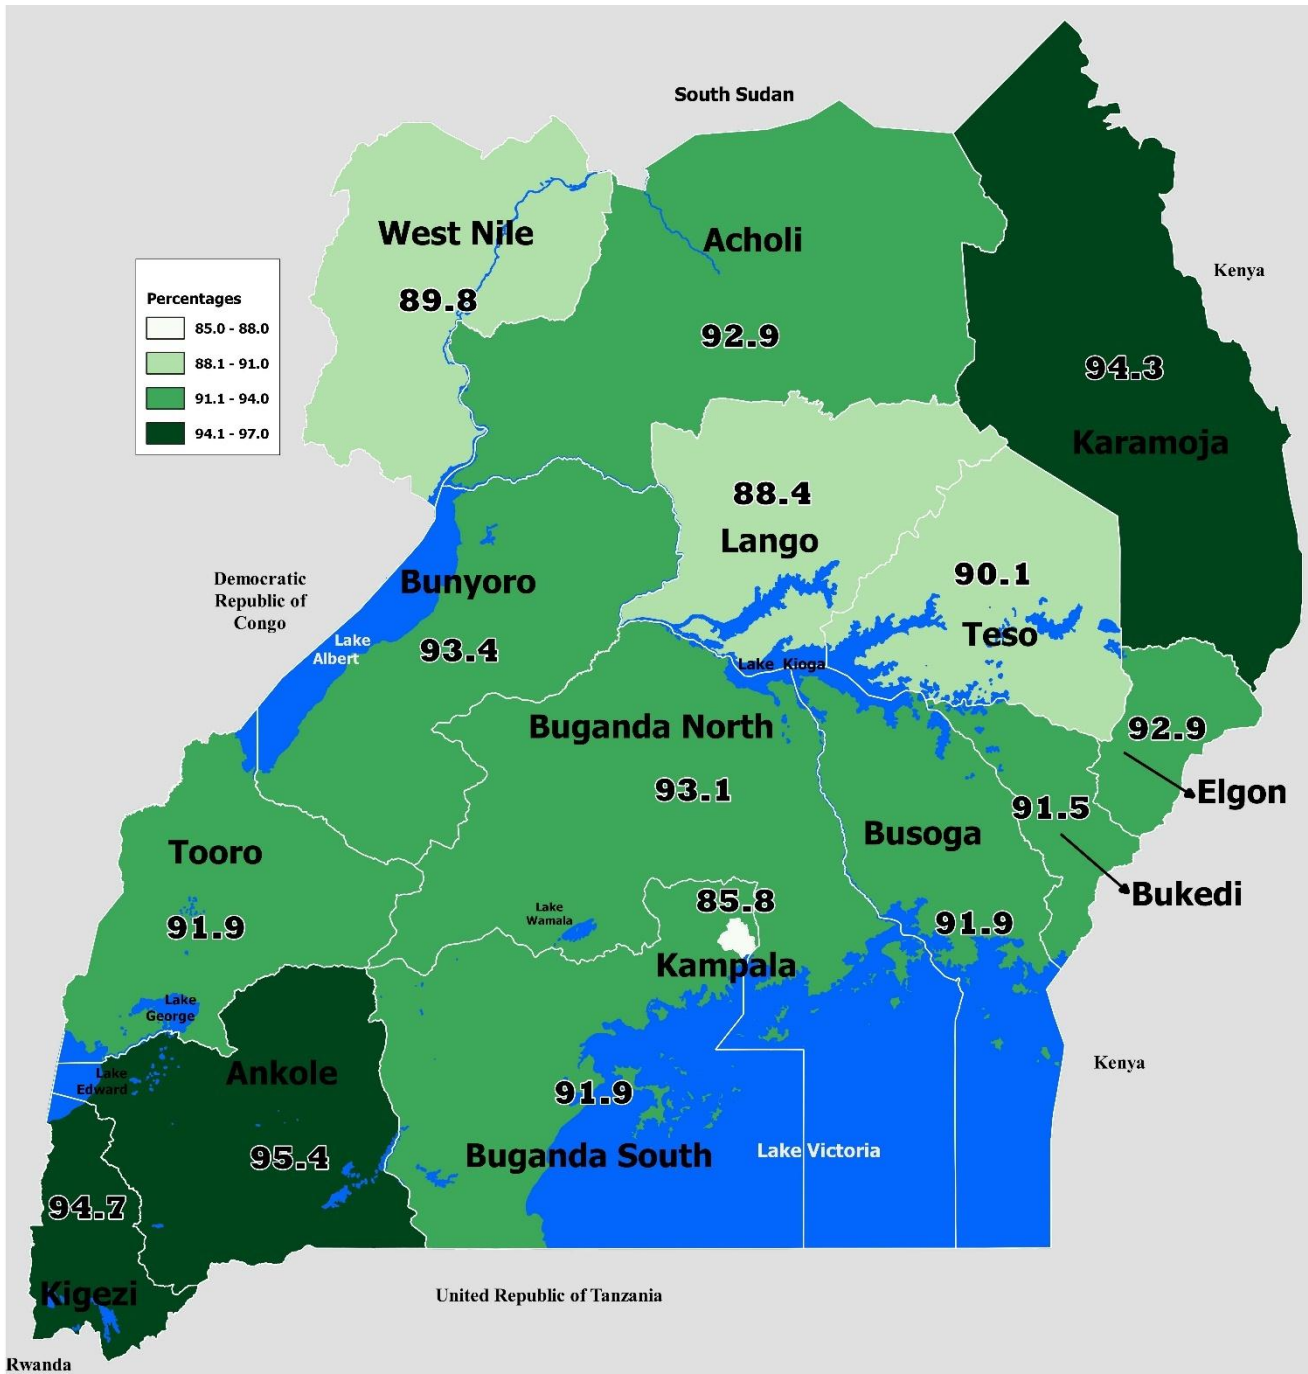 South Sudan
West Nile
Acholi
Kenya
89.8
92.9
Percentages
85.0 - 88.0
88.1 - 91.0
91.1 - 94.0
94.1 - 97.0
94.3
Karamoja
88.4
Lango
90.1
Teso
Democratic
Republic of
Congo
Bunyoro
93.4
Lake
Albert
Lake Kioga
Buganda North
93.1
92.9
Elgon
91.5
Bukedi
Busoga
91.9
Tooro
91.9
Lake
Wamala
85.8
Kampala
Lake
George
Lake
Edward
Ankole
95.4
91.9
Buganda South
Lake Victoria
Kenya
94.7
Kigezi
United Republic of Tanzania
Rwanda